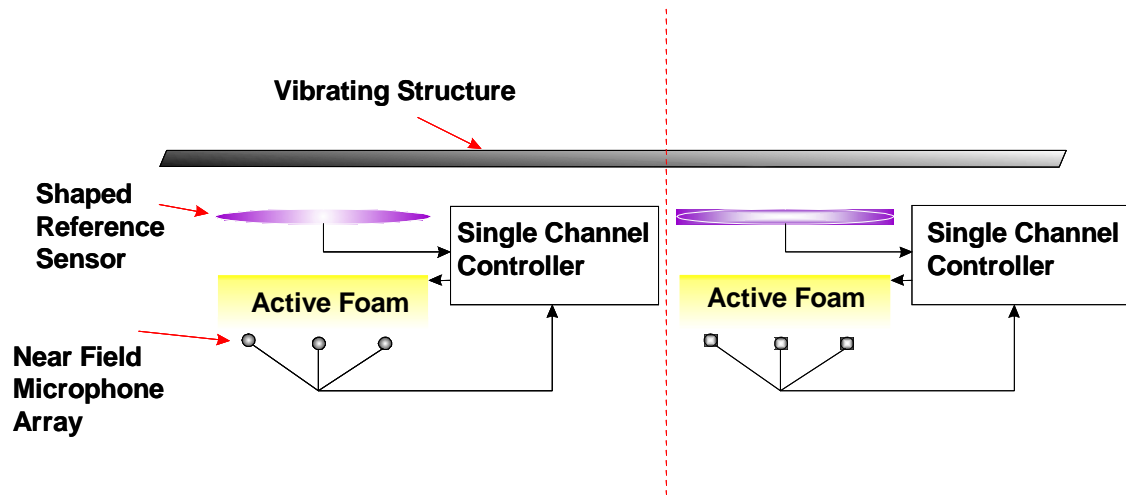 Vibrating Structure
Shaped
Reference
Sensor
Single Channel
Controller
Active Foam
Near Field
Microphone
Array
Single Channel
Controller
Active Foam